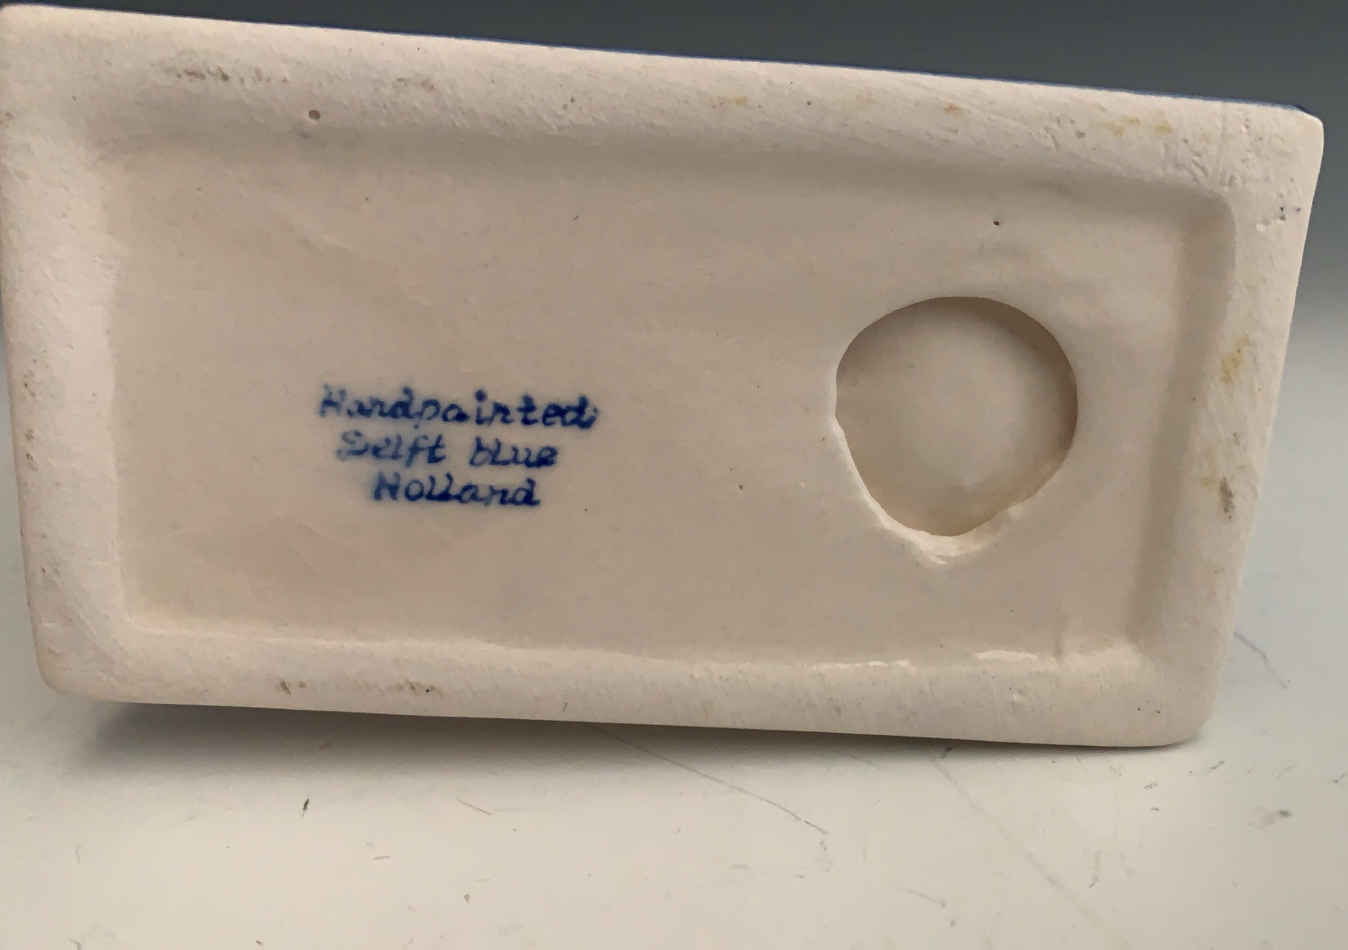 Handpainted
Delft blue
Holland